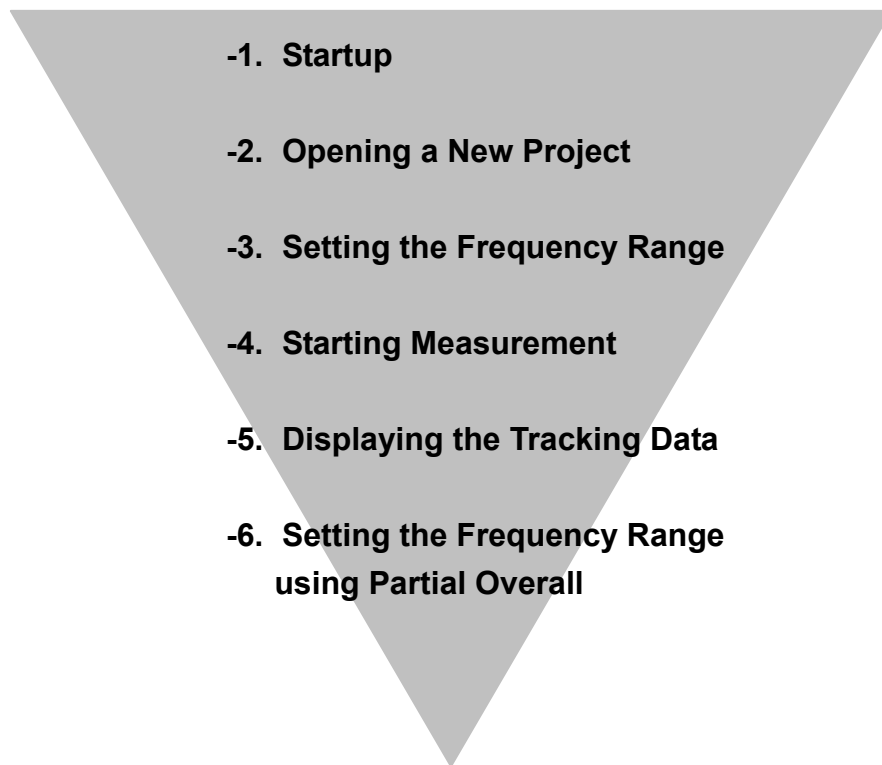 -1. Startup
-2. Opening a New Project
-3. Setting the Frequency Range
-4. Starting Measurement
-5. Displaying the Tracking Data
-6. Setting the Frequency Range
using Partial Overall